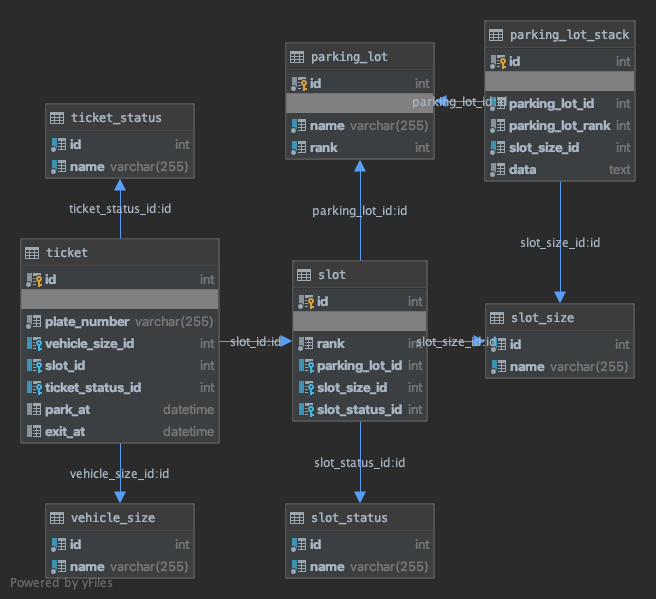 parking_lot_stack
id int
parking_lot_id int
parking_lot_rank int
slot_size_id int
data text
parking_lot
id int
name varchar(255)
rank int
parking_lot_id:id
ticket_status
id int
name varchar(255)
ticket_status_id:id
parking_lot_id:id
slot_size_id:id
ticket
id int
plate_number varchar(255)
vehicle_size_id int
slot_id int
ticket_status_id int
park_at datetime
exit_at datetime
slot_id:id
slot
id int
rank int
parking_lot_id int
slot_size_id int
slot_status_id int
slot_size_id:id
slot_size
id int
name varchar(255)
vehicle_size_id:id
slot_status_id:id
vehicle_size
id int
name varchar(255)
slot_status
id int
name varchar(255)
Powered by yFiles